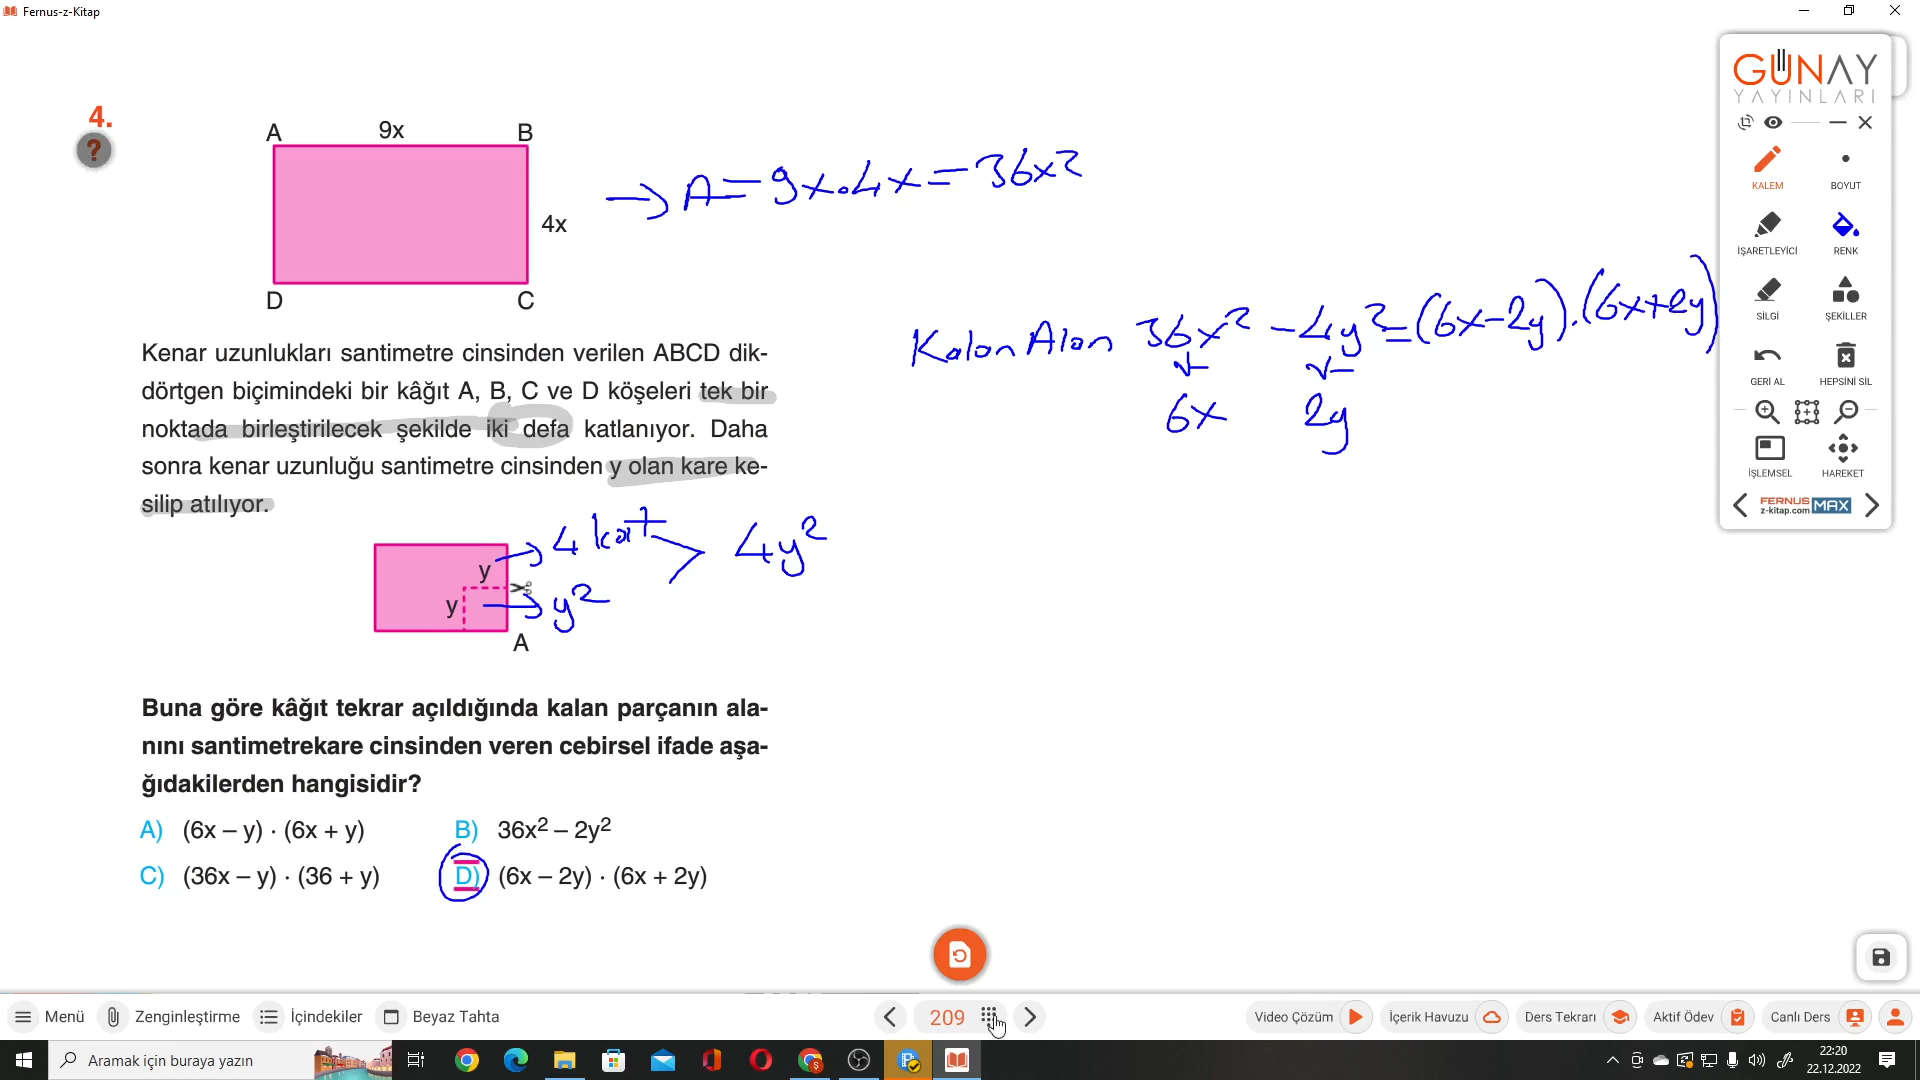 Fernus-z-Kitap
GÜNAY
YAYINLARI
KALEM
BOYUT
İŞARETLEYİCİ
RENK
SİLGİ
ŞEKİLLER
GERİ AL
HEPSİNİ SİL
İŞLEMSEL
HAREKET
FERNUS
z-kitap.com MAX
4.
?
A 9x B
4x
D C
→ A = 9x.4x = 36x²
Kalan Alan 36x² - 4y² = (6x-2y).(6x+2y)
√ √
6x 2y
Kenar uzunlukları santimetre cinsinden verilen ABCD dik-
dörtgen biçimindeki bir kâğıt A, B, C ve D köşeleri tek bir
noktada birleştirilecek şekilde iki defa katlanıyor. Daha
sonra kenar uzunluğu santimetre cinsinden y olan kare ke-
silip atılıyor.
y → 4 kat
4y²
y → y²
A
Buna göre kâğıt tekrar açıldığında kalan parçanın ala-
nını santimetrekare cinsinden veren cebirsel ifade aşa-
ğıdakilerden hangisidir?
A) (6x – y) · (6x + y) B) 36x² – 2y²
C) (36x – y) · (36 + y) D) (6x – 2y) · (6x + 2y)
Menü Zenginleştirme İçindekiler Beyaz Tahta 209 Video Çözüm İçerik Havuzu Ders Tekrarı Aktif Ödev Canlı Ders
Aramak için buraya yazın
22:20
22.12.2022